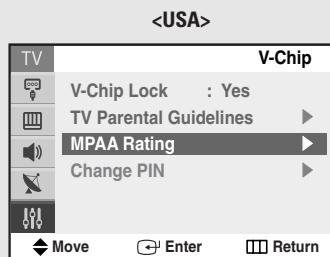 <USA>
TV V-Chip
V-Chip Lock : Yes
TV Parental Guidelines
MPAA Rating
Change PIN
Move Enter Return